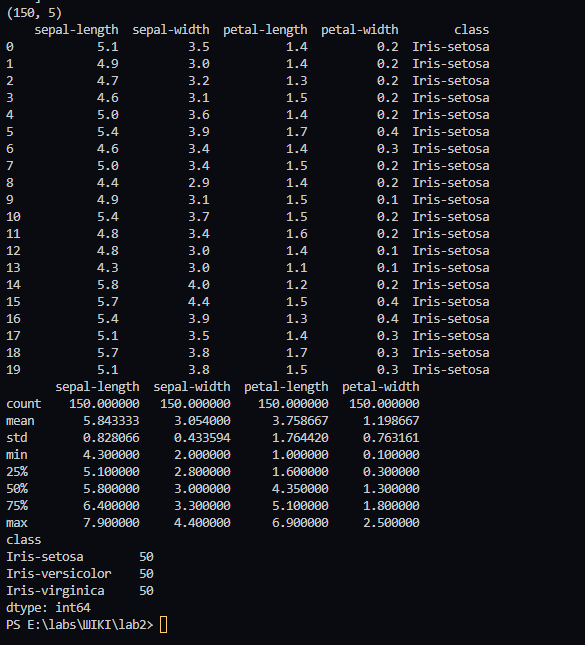 (150, 5)
    sepal-length  sepal-width  petal-length  petal-width        class
0            5.1          3.5           1.4          0.2  Iris-setosa
1            4.9          3.0           1.4          0.2  Iris-setosa
2            4.7          3.2           1.3          0.2  Iris-setosa
3            4.6          3.1           1.5          0.2  Iris-setosa
4            5.0          3.6           1.4          0.2  Iris-setosa
5            5.4          3.9           1.7          0.4  Iris-setosa
6            4.6          3.4           1.4          0.3  Iris-setosa
7            5.0          3.4           1.5          0.2  Iris-setosa
8            4.4          2.9           1.4          0.2  Iris-setosa
9            4.9          3.1           1.5          0.1  Iris-setosa
10           5.4          3.7           1.5          0.2  Iris-setosa
11           4.8          3.4           1.6          0.2  Iris-setosa
12           4.8          3.0           1.4          0.1  Iris-setosa
13           4.3          3.0           1.1          0.1  Iris-setosa
14           5.8          4.0           1.2          0.2  Iris-setosa
15           5.7          4.4           1.5          0.4  Iris-setosa
16           5.4          3.9           1.3          0.4  Iris-setosa
17           5.1          3.5           1.4          0.3  Iris-setosa
18           5.7          3.8           1.7          0.3  Iris-setosa
19           5.1          3.8           1.5          0.3  Iris-setosa
       sepal-length  sepal-width  petal-length  petal-width
count    150.000000   150.000000    150.000000   150.000000
mean       5.843333     3.054000      3.758667     1.198667
std        0.828066     0.433594      1.764420     0.763161
min        4.300000     2.000000      1.000000     0.100000
25%        5.100000     2.800000      1.600000     0.300000
50%        5.800000     3.000000      4.350000     1.300000
75%        6.400000     3.300000      5.100000     1.800000
max        7.900000     4.400000      6.900000     2.500000
class
Iris-setosa        50
Iris-versicolor    50
Iris-virginica     50
dtype: int64
PS E:\labs\WIKI\lab2>